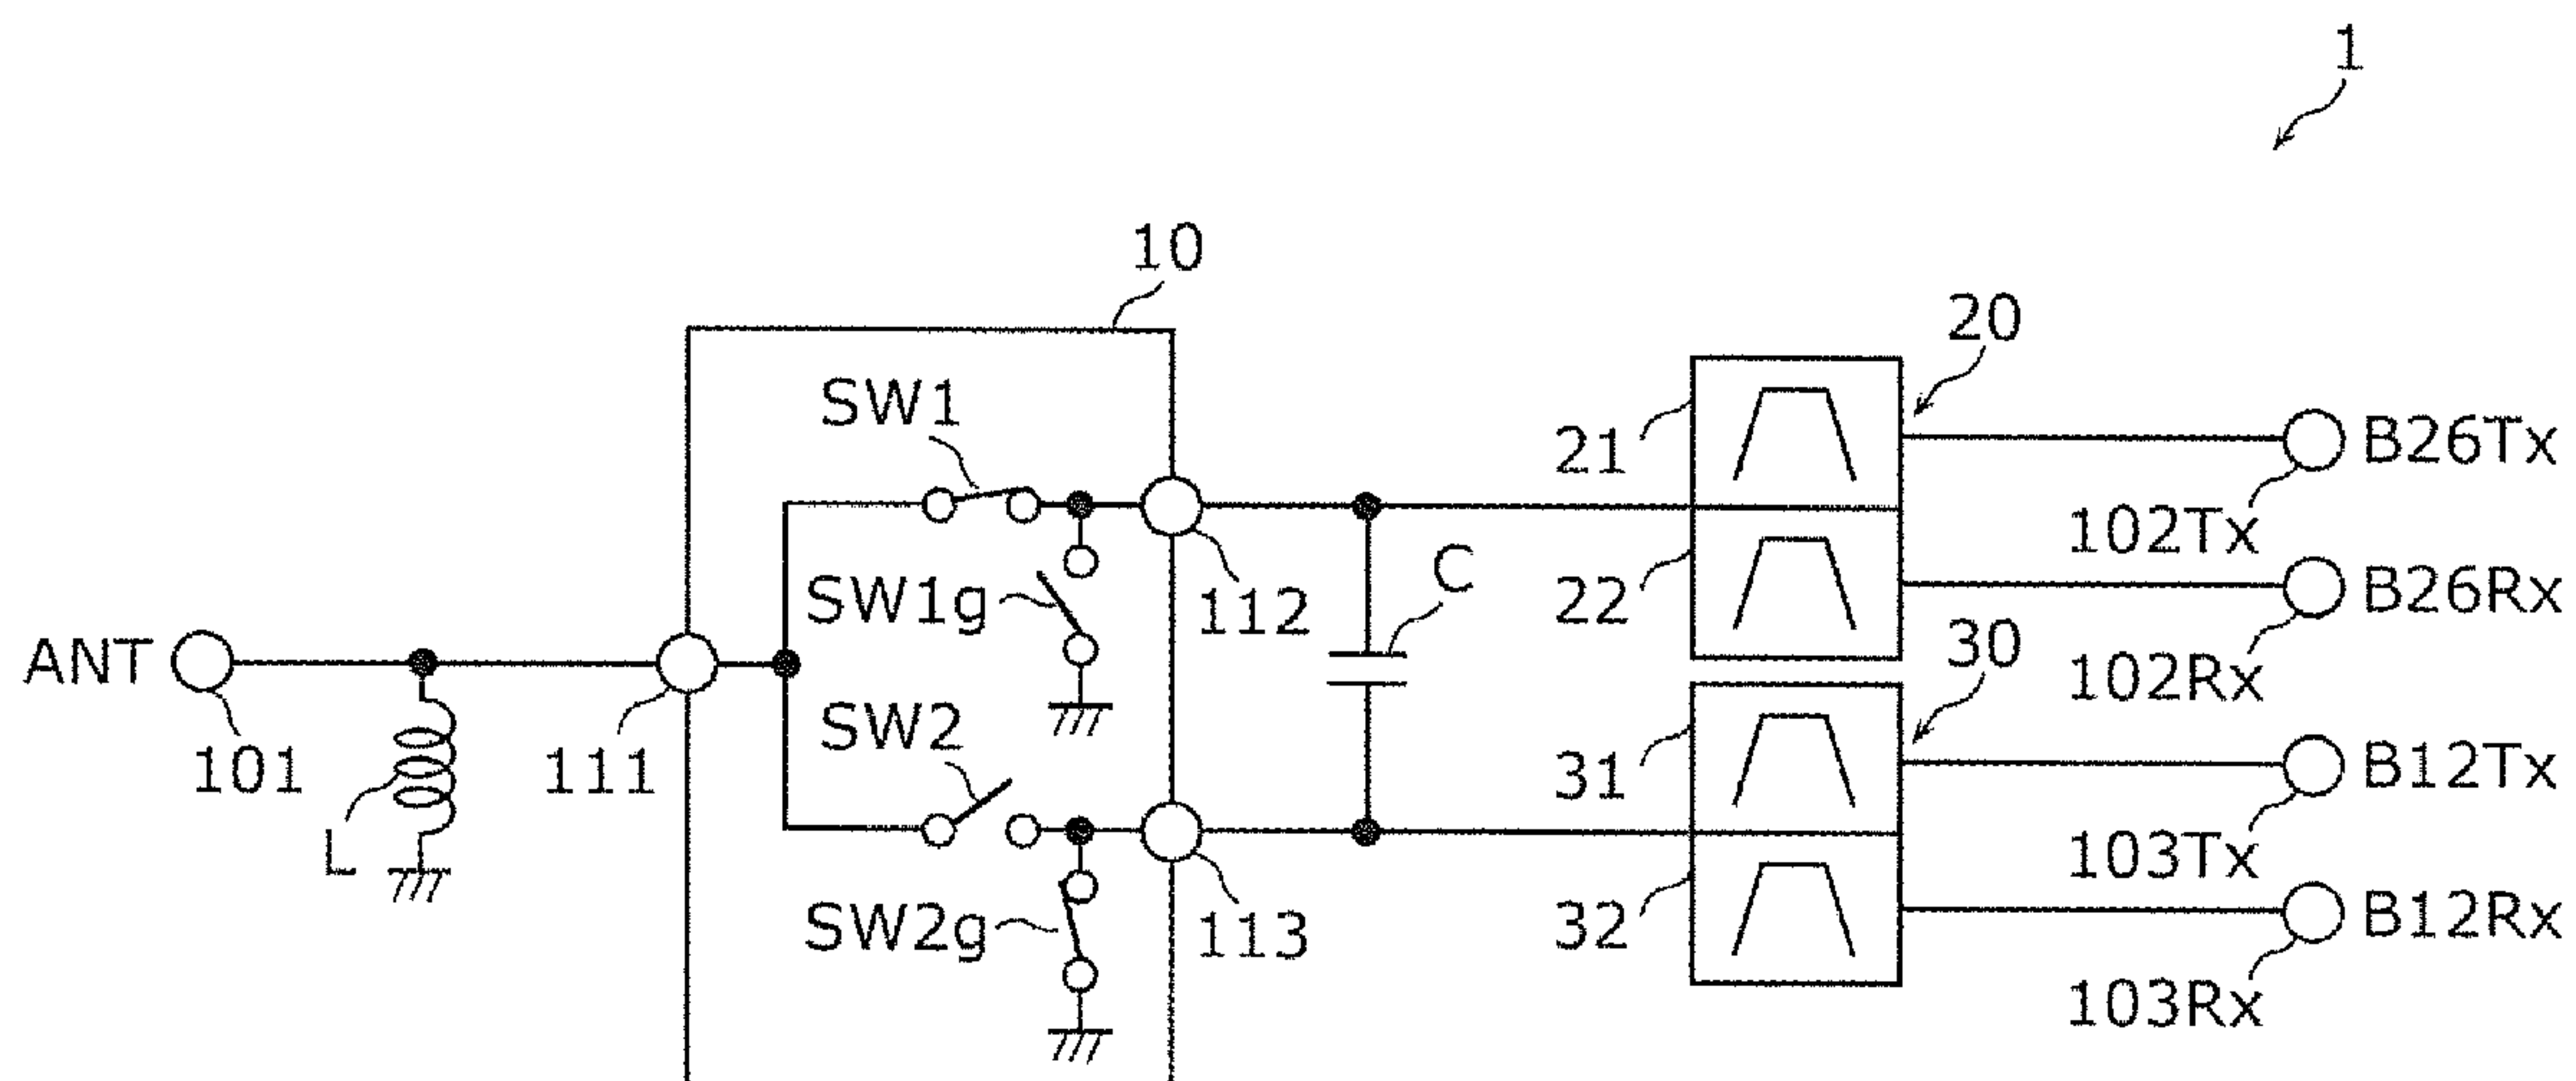 1
10
20
SW1
21
B26Tx
102Tx
SW1g
112
C
22
B26Rx
102Rx
ANT
101
L
111
30
SW2
31
B12Tx
103Tx
SW2g
113
32
B12Rx
103Rx